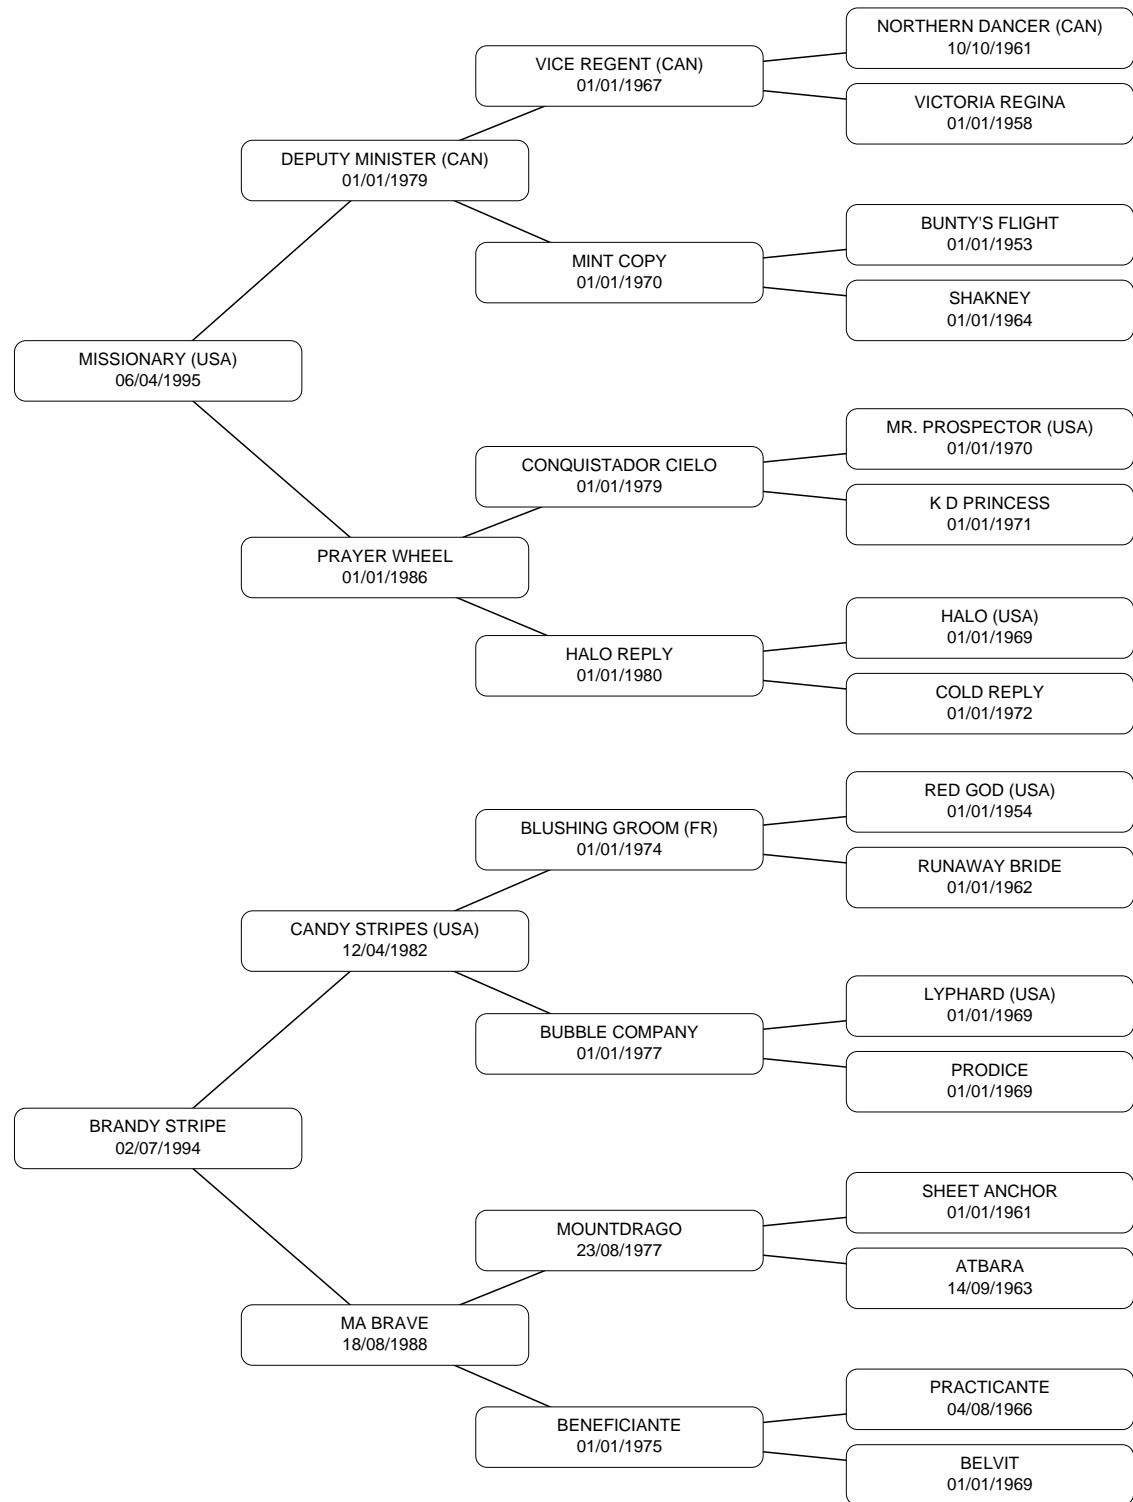 NORTHERN DANCER (CAN)
10/10/1961
VICE REGENT (CAN)
01/01/1967
VICTORIA REGINA
01/01/1958
DEPUTY MINISTER (CAN)
01/01/1979
BUNTY'S FLIGHT
01/01/1953
MINT COPY
01/01/1970
SHAKNEY
01/01/1964
MISSIONARY (USA)
06/04/1995
MR. PROSPECTOR (USA)
01/01/1970
CONQUISTADOR CIELO
01/01/1979
K D PRINCESS
01/01/1971
PRAYER WHEEL
01/01/1986
HALO (USA)
01/01/1969
HALO REPLY
01/01/1980
COLD REPLY
01/01/1972
RED GOD (USA)
01/01/1954
BLUSHING GROOM (FR)
01/01/1974
RUNAWAY BRIDE
01/01/1962
CANDY STRIPES (USA)
12/04/1982
LYPHARD (USA)
01/01/1969
BUBBLE COMPANY
01/01/1977
PRODICE
01/01/1969
BRANDY STRIPE
02/07/1994
SHEET ANCHOR
01/01/1961
MOUNTDRAGO
23/08/1977
ATBARA
14/09/1963
MA BRAVE
18/08/1988
PRACTICANTE
04/08/1966
BENEFICIANTE
01/01/1975
BELVIT
01/01/1969